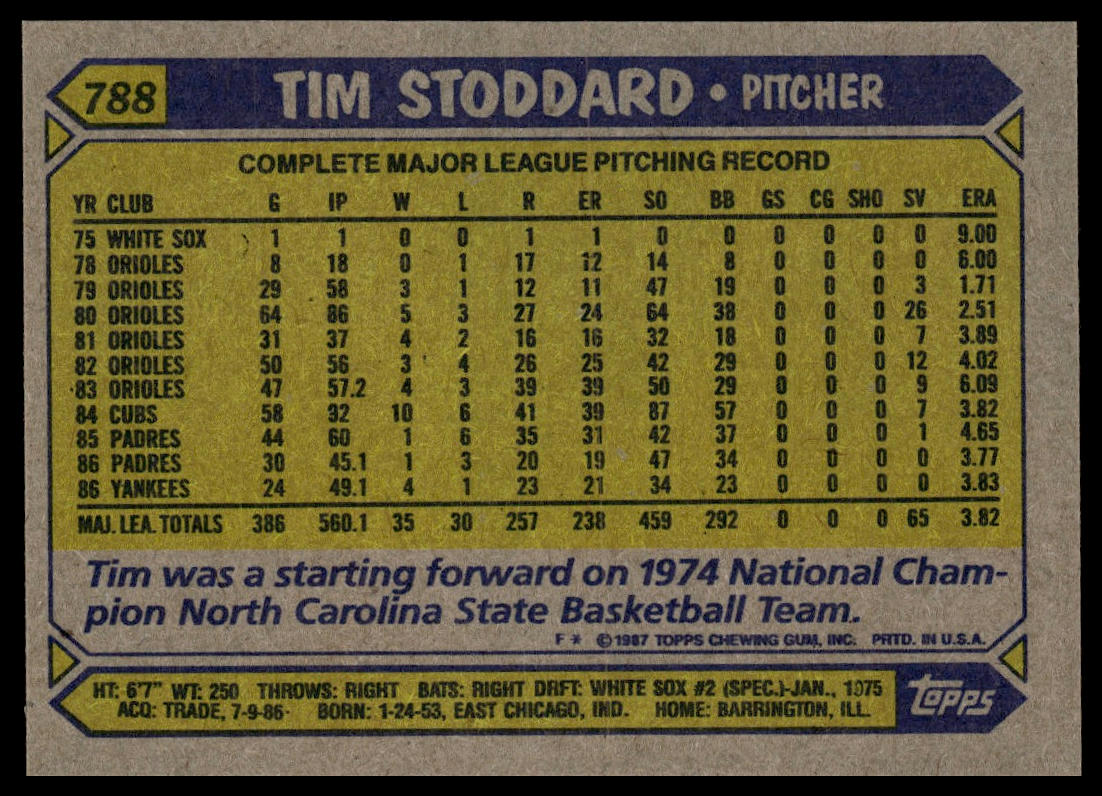 788 TIM STODDARD • PITCHER
COMPLETE MAJOR LEAGUE PITCHING RECORD
YR CLUB G IP W L R ER SO BB GS CG SHO SV ERA
75 WHITE SOX 1 1 0 0 1 1 0 0 0 0 0 0 9.00
78 ORIOLES 8 18 0 1 17 12 14 8 0 0 0 0 6.00
79 ORIOLES 29 58 3 1 12 11 47 19 0 0 0 3 1.71
80 ORIOLES 64 86 5 3 27 24 64 38 0 0 0 26 2.51
81 ORIOLES 31 37 4 2 16 16 32 18 0 0 0 7 3.89
82 ORIOLES 50 56 3 4 26 25 42 29 0 0 0 12 4.02
83 ORIOLES 47 57.2 4 3 39 39 50 29 0 0 0 9 6.09
84 CUBS 58 92 10 6 41 39 87 57 0 0 0 7 3.82
85 PADRES 44 60 1 6 35 31 42 37 0 0 0 1 4.65
86 PADRES 30 45.1 1 3 20 19 47 34 0 0 0 0 3.77
86 YANKEES 24 49.1 4 1 23 21 34 23 0 0 0 0 3.83
MAJ. LEA. TOTALS 386 560.1 35 30 257 238 459 292 0 0 0 65 3.82
Tim was a starting forward on 1974 National Cham-
pion North Carolina State Basketball Team.
F * ©1987 TOPPS CHEWING GUM, INC. PRTD. IN U.S.A.
HT: 6'7" WT: 250 THROWS: RIGHT BATS: RIGHT DRFT: WHITE SOX #2 (SPEC.)-JAN., 1975
ACQ: TRADE, 7-9-86 BORN: 1-24-53, EAST CHICAGO, IND. HOME: BARRINGTON, ILL.
TOPPS